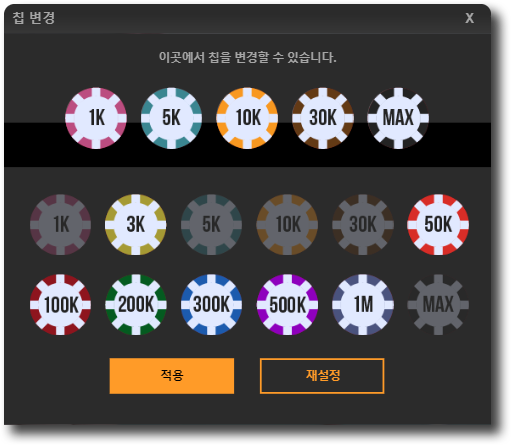 칩 변경 X
이곳에서 칩을 변경할 수 있습니다.
1K 5K 10K 30K MAX
1K 3K 5K 10K 30K 50K
100K 200K 300K 500K 1M MAX
적용 재설정